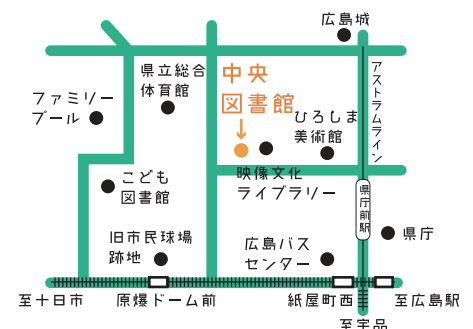 広島城
県立総合
体育館
中央
図書館
アストラムライン
ファミリー
プール
ひろしま
美術館
映像文化
ライブラリー
こども
図書館
県庁前駅
県庁
旧市民球場
跡地
広島バス
センター
至十日市
原爆ドーム前
紙屋町西
至広島駅
至宇品